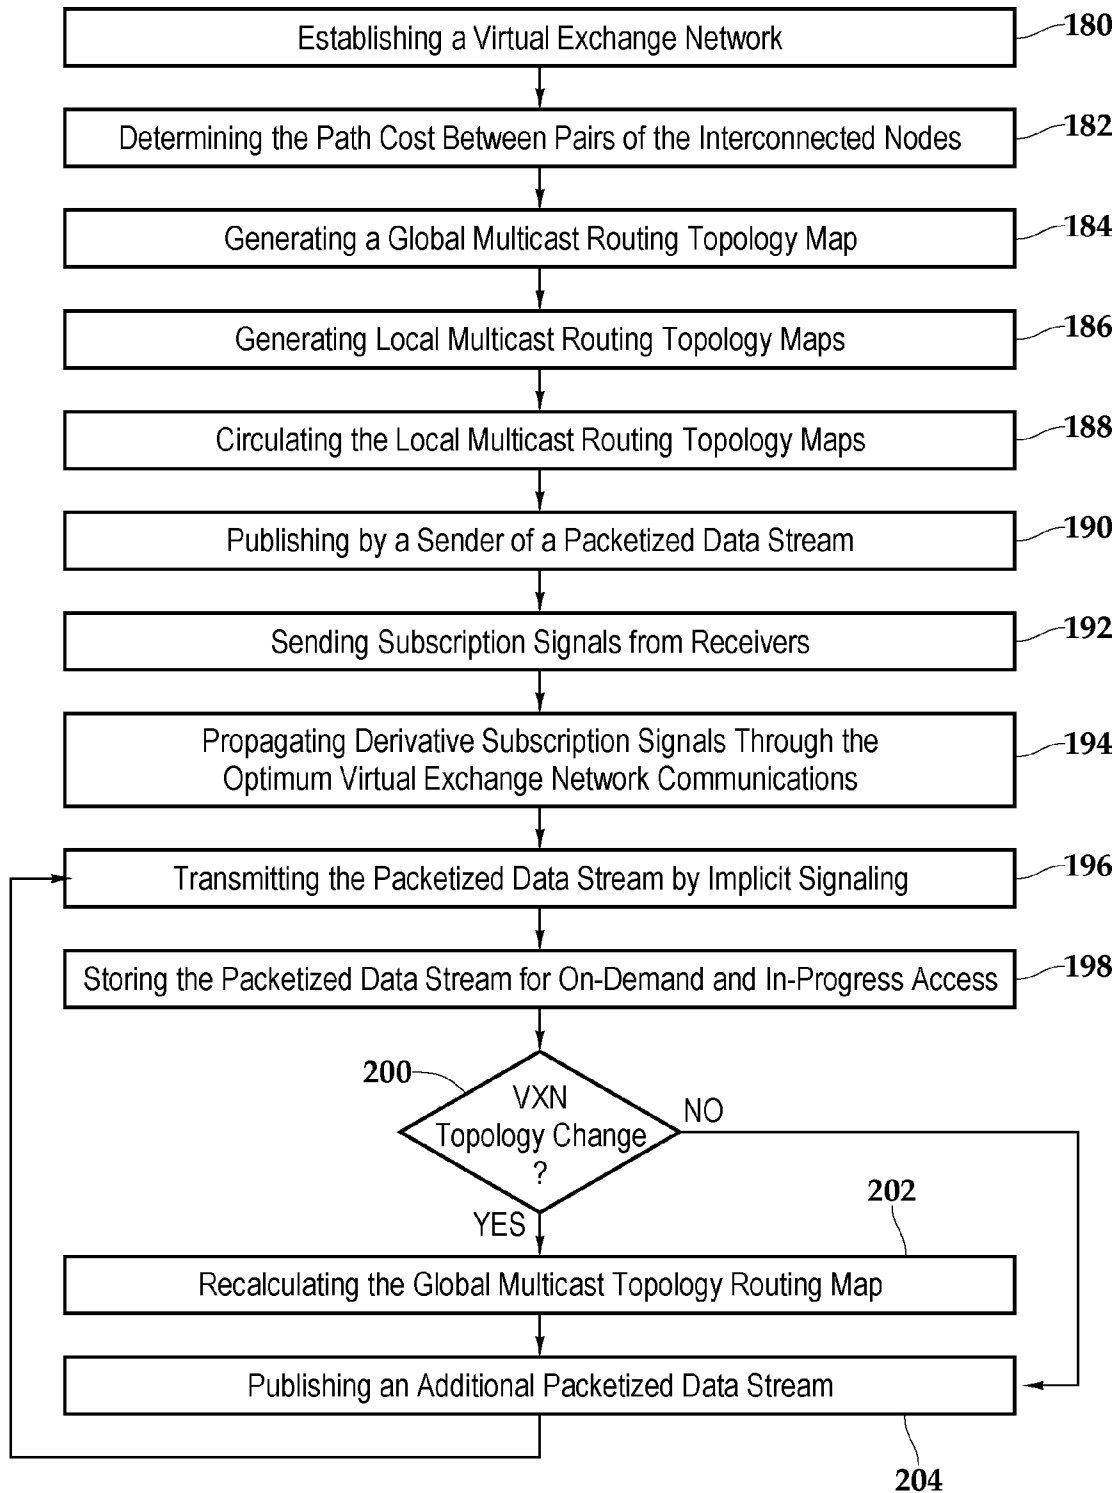 Establishing a Virtual Exchange Network
180
Determining the Path Cost Between Pairs of the Interconnected Nodes
182
Generating a Global Multicast Routing Topology Map
184
Generating Local Multicast Routing Topology Maps
186
Circulating the Local Multicast Routing Topology Maps
188
Publishing by a Sender of a Packetized Data Stream
190
Sending Subscription Signals from Receivers
192
Propagating Derivative Subscription Signals Through the
Optimum Virtual Exchange Network Communications
194
Transmitting the Packetized Data Stream by Implicit Signaling
196
Storing the Packetized Data Stream for On-Demand and In-Progress Access
198
200
VXN
Topology Change
?
NO
YES
202
Recalculating the Global Multicast Topology Routing Map
Publishing an Additional Packetized Data Stream
204